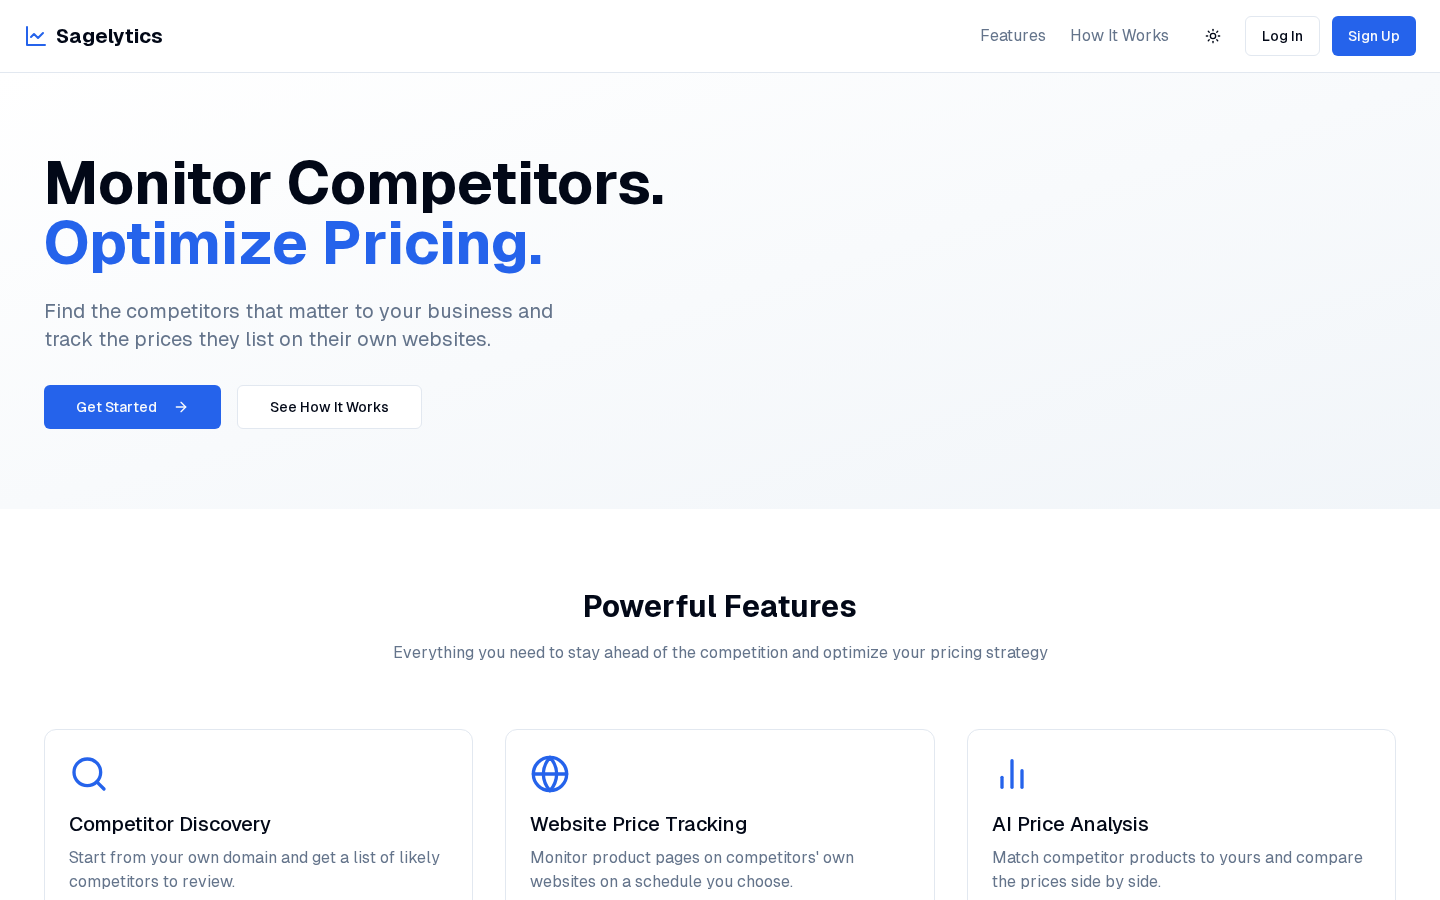 Sagelytics
Features
How It Works
Log In
Sign Up
Monitor Competitors.
Optimize Pricing.
Find the competitors that matter to your business and
track the prices they list on their own websites.
Get Started
See How It Works
Powerful Features
Everything you need to stay ahead of the competition and optimize your pricing strategy
Competitor Discovery
Start from your own domain and get a list of likely
competitors to review.
Website Price Tracking
Monitor product pages on competitors' own
websites on a schedule you choose.
AI Price Analysis
Match competitor products to yours and compare
the prices side by side.